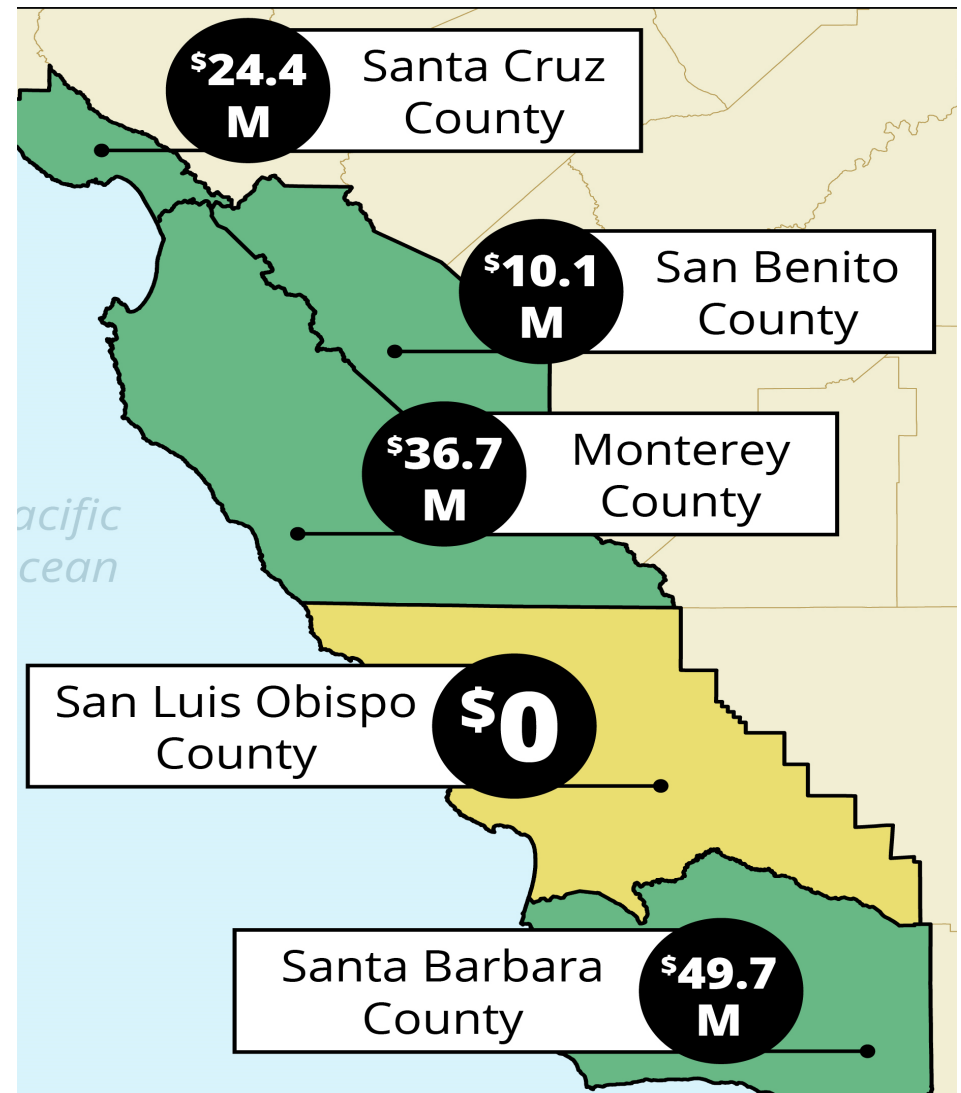 $24.4
M
Santa Cruz
County
$10.1
M
San Benito
County
$36.7
M
Monterey
County
acific
cean
San Luis Obispo
County
$0
Santa Barbara
County
$49.7
M